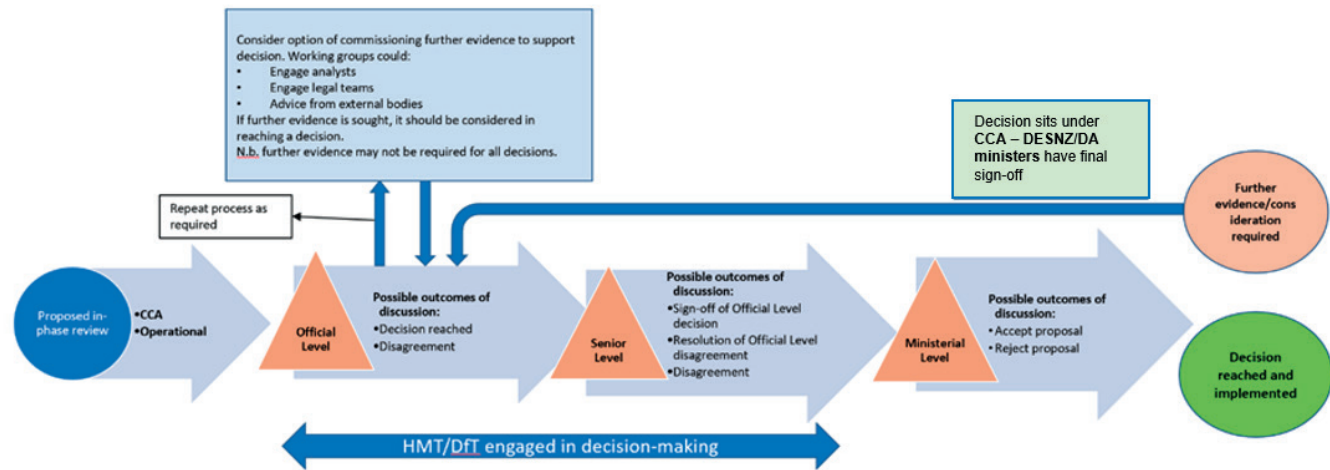 Consider option of commissioning further evidence to support
decision. Working groups could:
• Engage analysts
• Engage legal teams
• Advice from external bodies
If further evidence is sought, it should be considered in
reaching a decision.
N.b. further evidence may not be required for all decisions.
Decision sits under
CCA – DESNZ/DA
ministers have final
sign-off
Further
evidence/cons
ideration
required
Repeat process as
required
Proposed in-
phase review
•CCA
•Operational
Official
Level
Possible outcomes of
discussion:
•Decision reached
•Disagreement
Senior
Level
Possible outcomes of
discussion:
•Sign-off of Official Level
decision
•Resolution of Official Level
disagreement
•Disagreement
Ministerial
Level
Possible outcomes of
discussion:
• Accept proposal
• Reject proposal
Decision
reached and
implemented
HMT/DfT engaged in decision-making